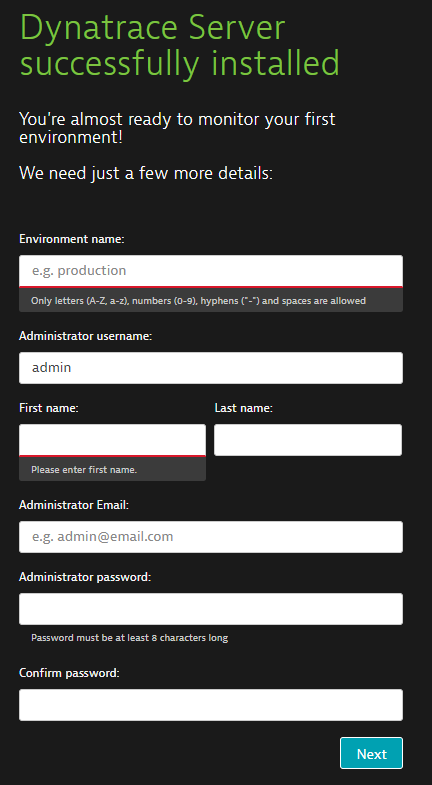 Dynatrace Server
successfully installed
You're almost ready to monitor your first
environment!
We need just a few more details:
Environment name:
e.g. production
Only letters (A-Z, a-z), numbers (0-9), hyphens ("-") and spaces are allowed
Administrator username:
admin
First name:
Last name:
Please enter first name.
Administrator Email:
e.g. admin@email.com
Administrator password:
Password must be at least 8 characters long
Confirm password:
Next